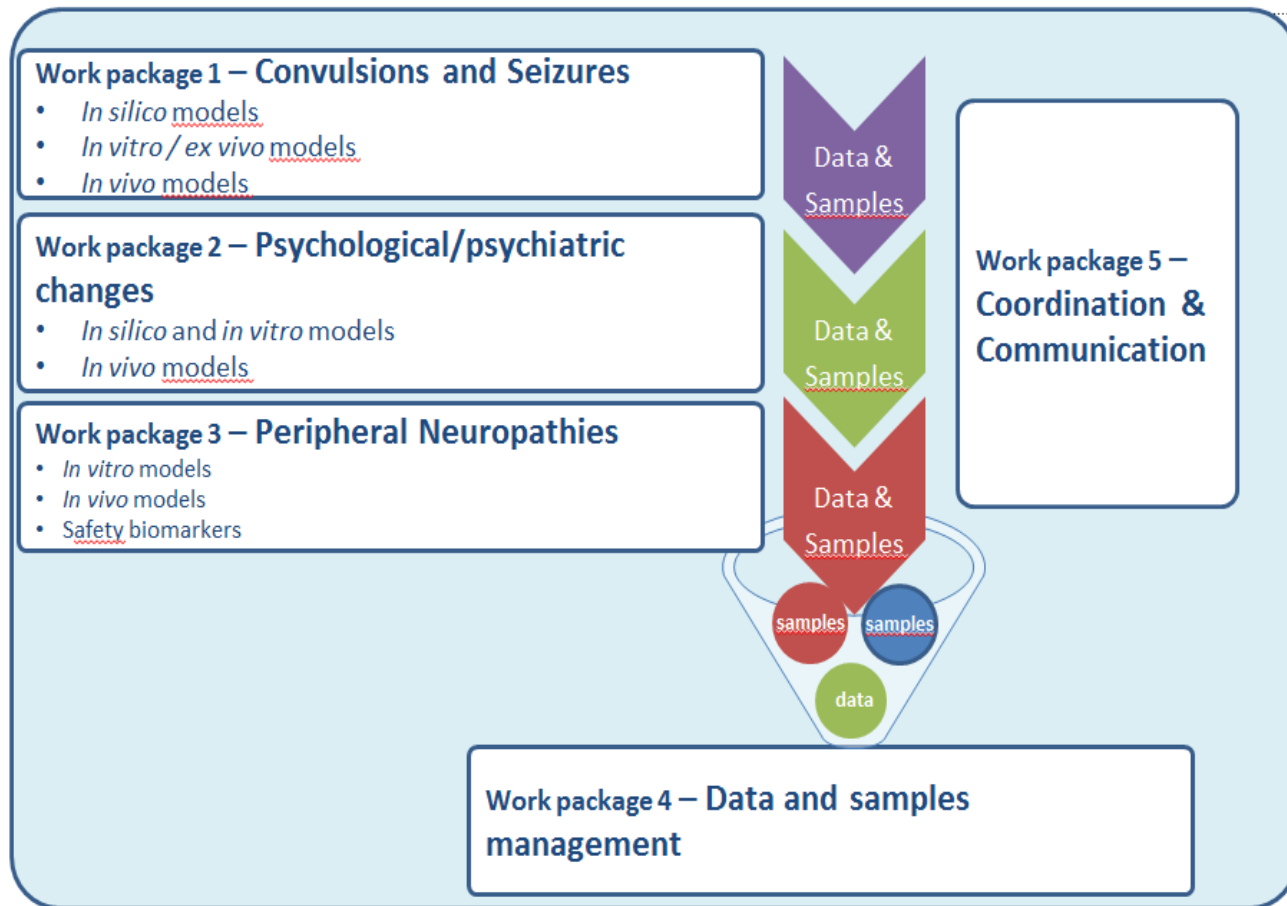 Work package 1 – Convulsions and Seizures
• In silico models
• In vitro / ex vivo models
• In vivo models
Work package 2 – Psychological/psychiatric
changes
• In silico and in vitro models
• In vivo models
Work package 3 – Peripheral Neuropathies
• In vitro models
• In vivo models
• Safety biomarkers
Data &
Samples
Data &
Samples
Data &
Samples
samples
samples
data
Work package 5 –
Coordination &
Communication
Work package 4 – Data and samples
management